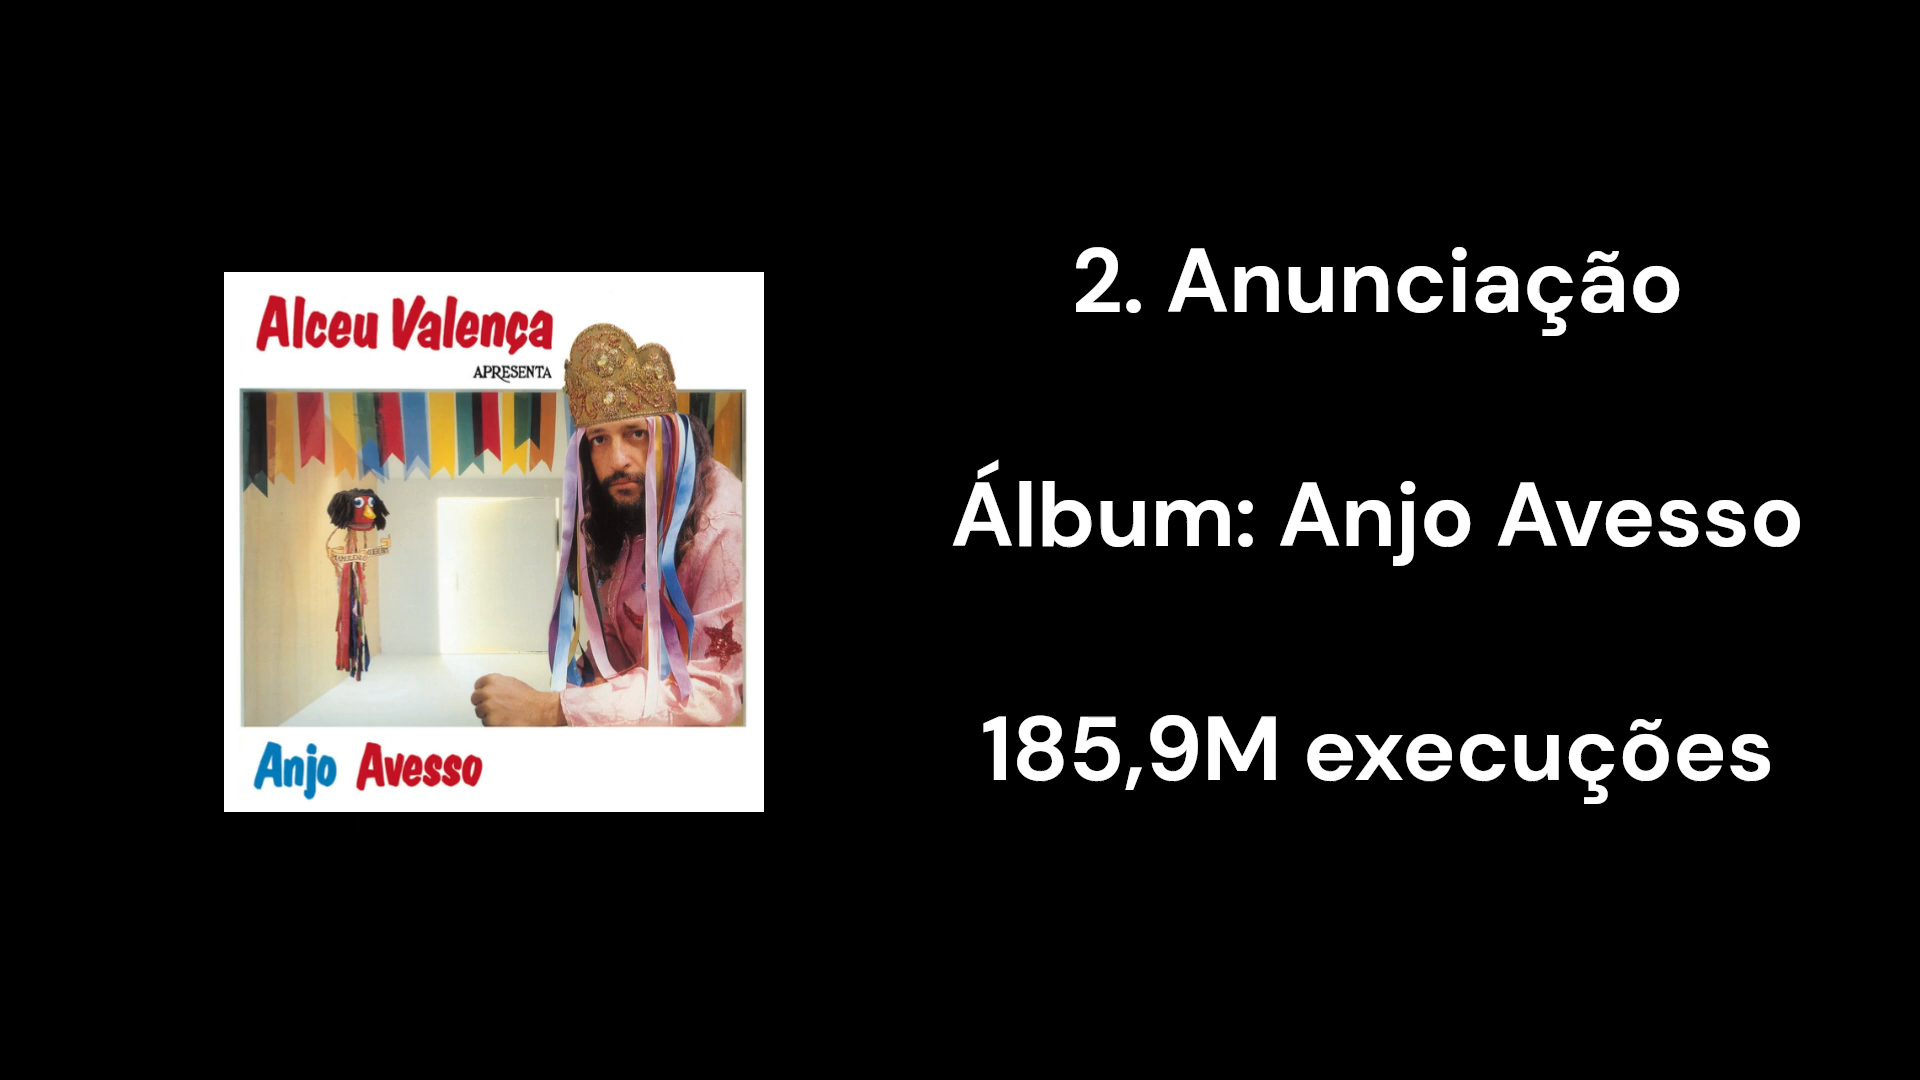 Alceu Valença
APRESENTA
Anjo Avesso
2. Anunciação
Álbum: Anjo Avesso
185,9M execuções